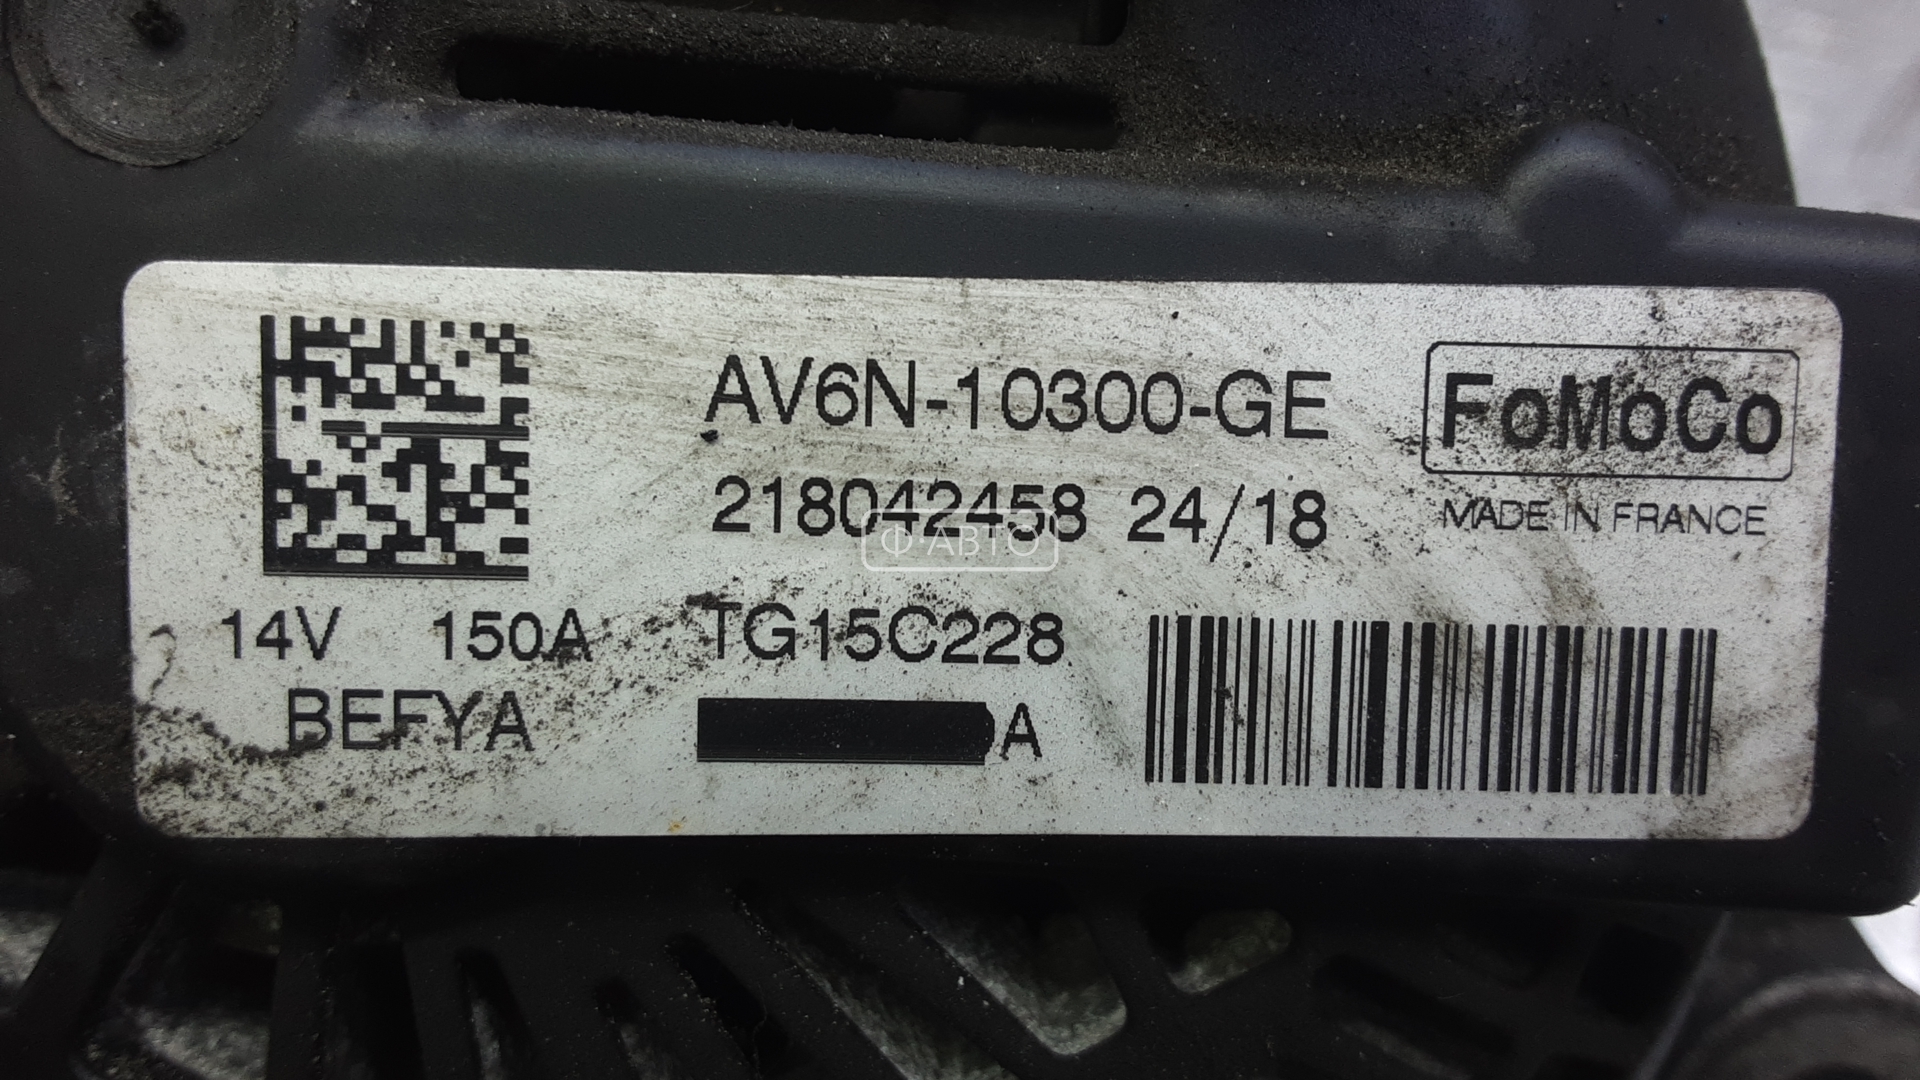 AV6N-10300-GE
FoMoCo
218042458 24/18
MADE IN FRANCE
Ф-АВТО
14V 150A TG15C228
BEFYA
A